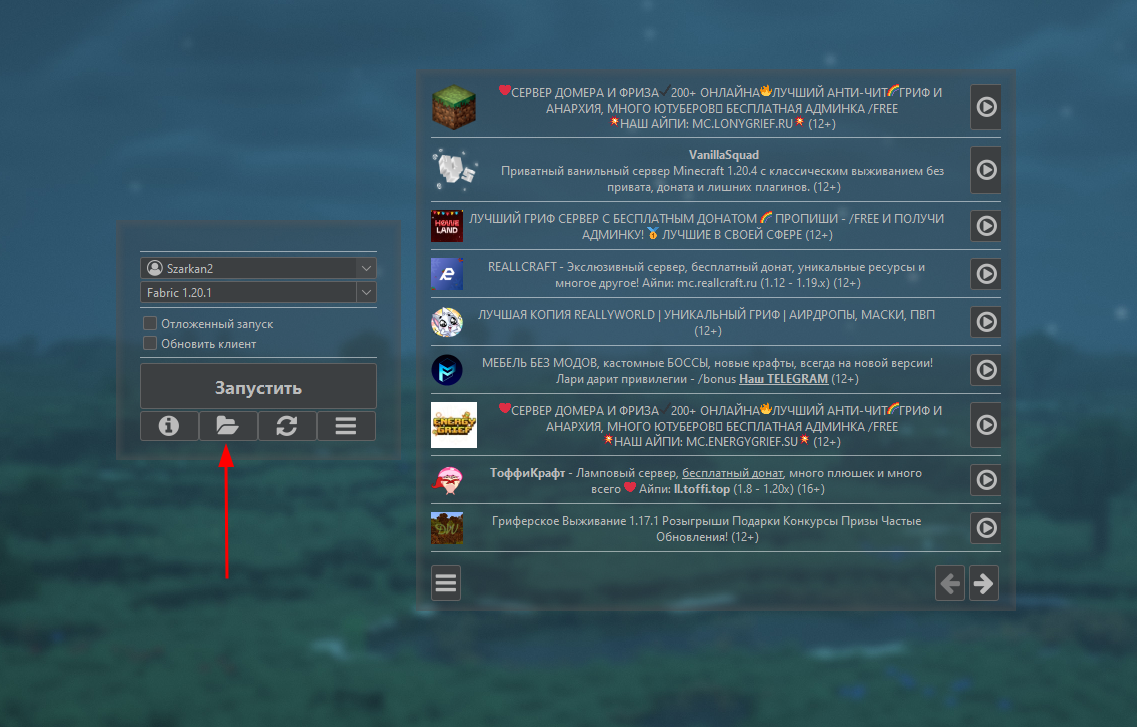 Szarkan2
Fabric 1.20.1
Отложенный запуск
Обновить клиент
Запустить
❤СЕРВЕР ДОМЕРА И ФРИЗА✔200+ ОНЛАЙНА🔥ЛУЧШИЙ АНТИ-ЧИТ🌈ГРИФ И
АНАРХИЯ, МНОГО ЮТУБЕРОВ▯ БЕСПЛАТНАЯ АДМИНКА /FREE
💥НАШ АЙПИ: MC.LONYGRIEF.RU💥 (12+)
VanillaSquad
Приватный ванильный сервер Minecraft 1.20.4 с классическим выживанием без
привата, доната и лишних плагинов. (12+)
HOWE
LAND
ЛУЧШИЙ ГРИФ СЕРВЕР С БЕСПЛАТНЫМ ДОНАТОМ🌈 ПРОПИШИ - /FREE И ПОЛУЧИ
АДМИНКУ!🥇 ЛУЧШИЕ В СВОЕЙ СФЕРЕ (12+)
REALLCRAFT - Экслюзивный сервер, бесплатный донат, уникальные ресурсы и
многое другое! Айпи: mc.reallcraft.ru (1.12 - 1.19.x) (12+)
ЛУЧШАЯ КОПИЯ REALLYWORLD | УНИКАЛЬНЫЙ ГРИФ | АИРДРОПЫ, МАСКИ, ПВП
(12+)
МЕБЕЛЬ БЕЗ МОДОВ, кастомные БОССЫ, новые крафты, всегда на новой версии!
Лари дарит привилегии - /bonus Наш TELEGRAM (12+)
ENERGY
GRIEF
❤СЕРВЕР ДОМЕРА И ФРИЗА✔200+ ОНЛАЙНА🔥ЛУЧШИЙ АНТИ-ЧИТ🌈ГРИФ И
АНАРХИЯ, МНОГО ЮТУБЕРОВ▯ БЕСПЛАТНАЯ АДМИНКА /FREE
💥НАШ АЙПИ: MC.ENERGYGRIEF.SU💥 (12+)
ТоффиКрафт - Ламповый сервер, бесплатный донат, много плюшек и много
всего ❤ Айпи: ll.toffi.top (1.8 - 1.20x) (16+)
DW
Гриферское Выживание 1.17.1 Розыгрыши Подарки Конкурсы Призы Частые
Обновления! (12+)